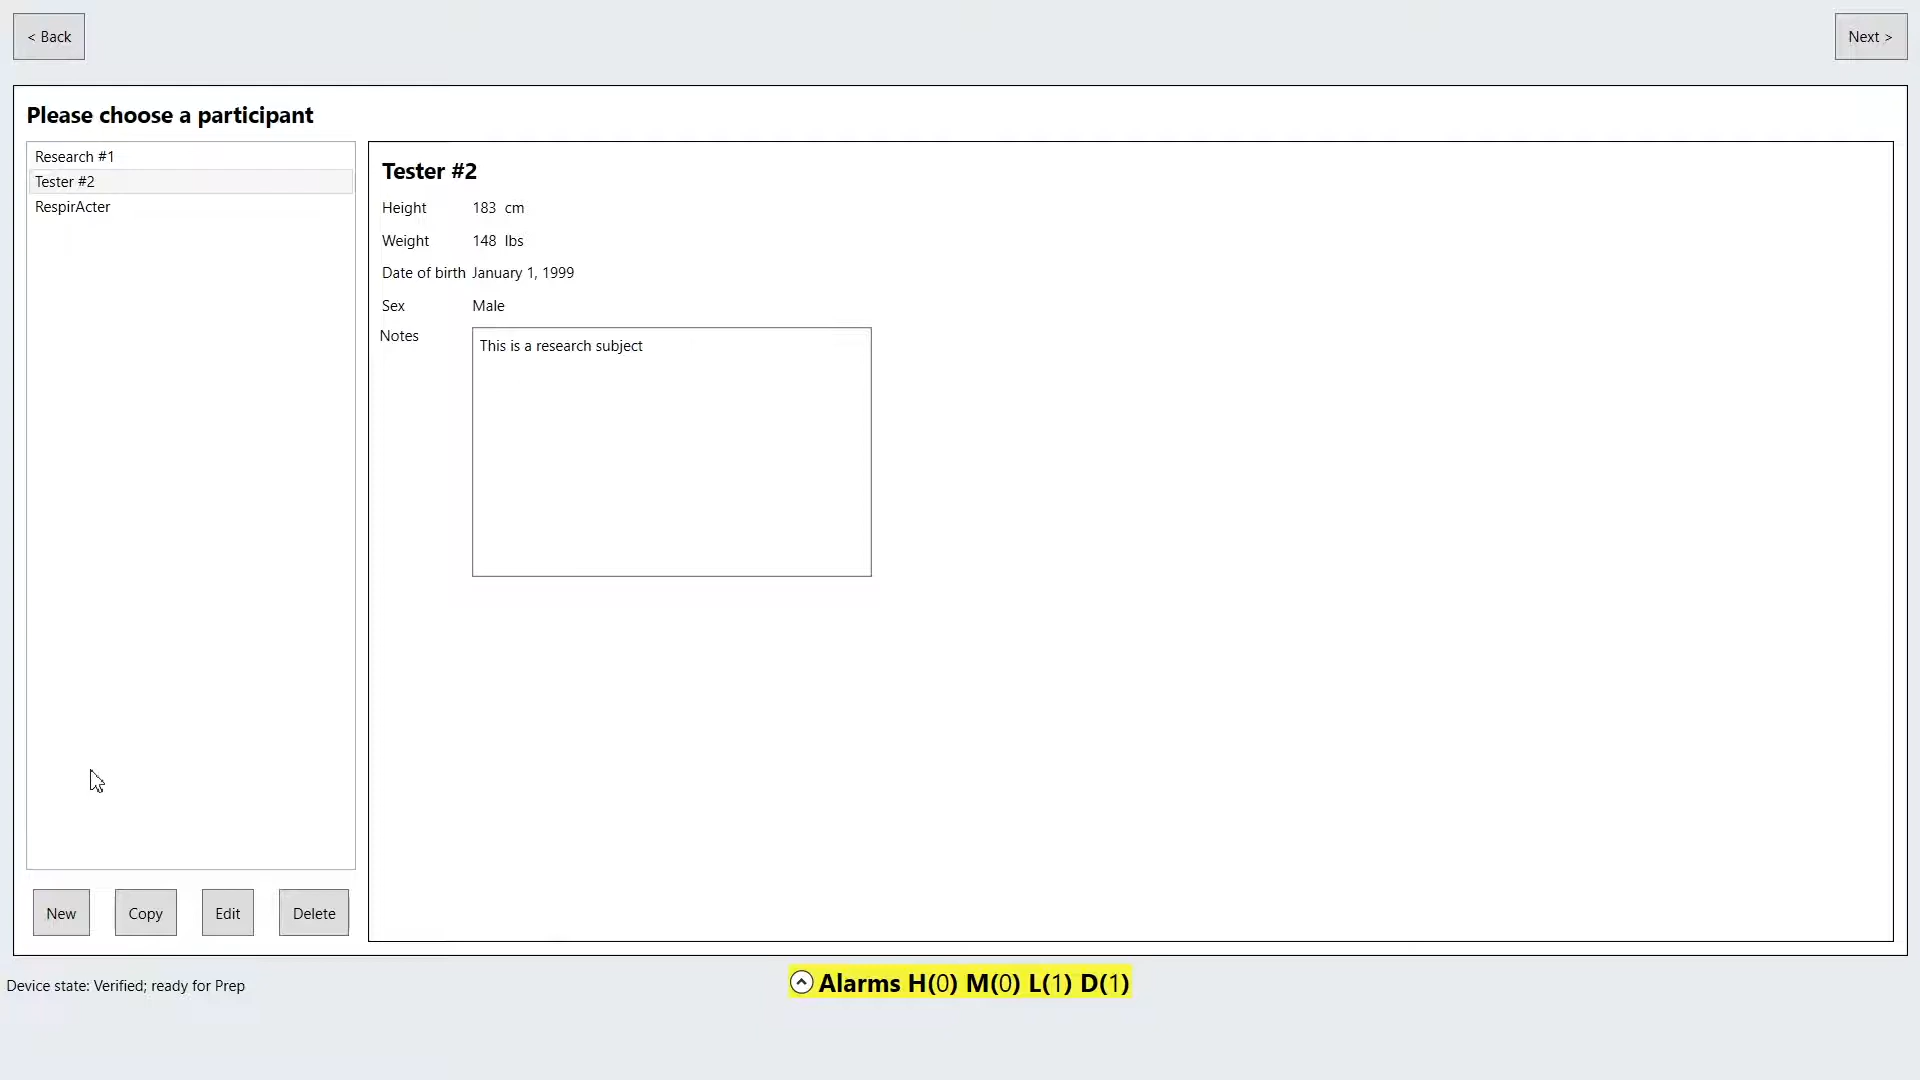 < Back
Next >
Please choose a participant
Research #1
Tester #2
RespirActer
Tester #2
Height 183 cm
Weight 148 lbs
Date of birth January 1, 1999
Sex Male
Notes This is a research subject
New Copy Edit Delete
Device state: Verified; ready for Prep
Alarms H(0) M(0) L(1) D(1)